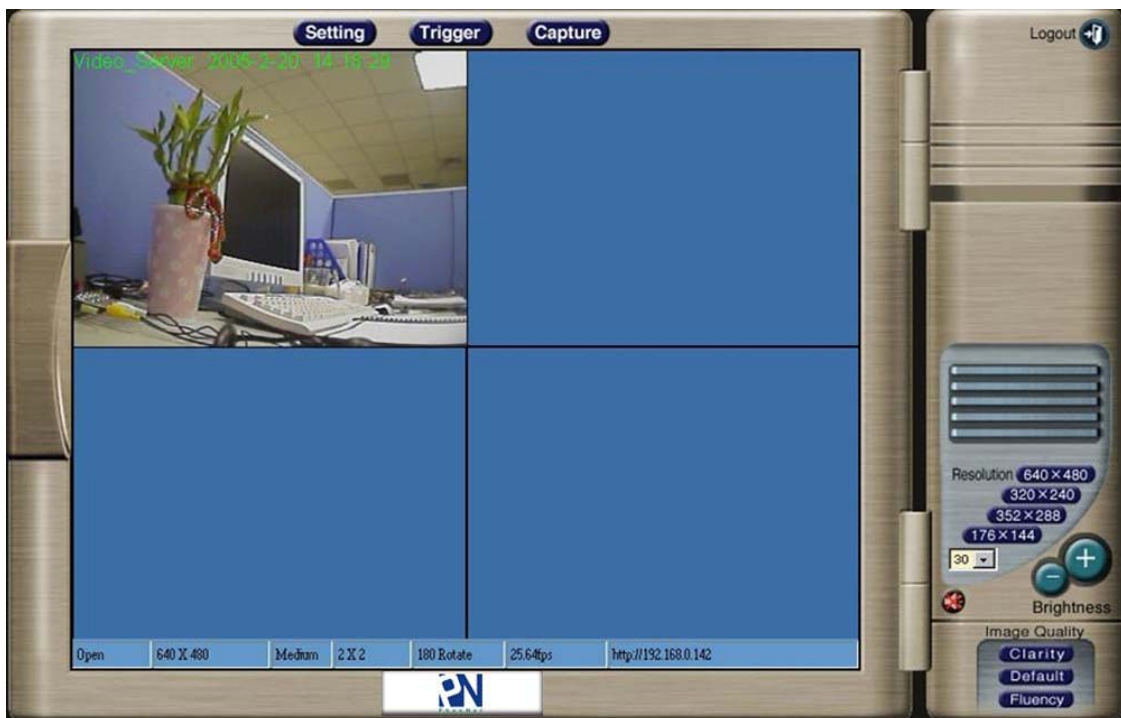 Setting Trigger Capture
Logout
Video_Server 2005-2-20 14:18:29
Resolution 640×480
320×240
352×288
176×144
30
+
-
Brightness
Open 640 X 480 Medium 2 X 2 180 Rotate 25.64fps http://192.168.0.142
Image Quality
Clarity
Default
Fluency
PN